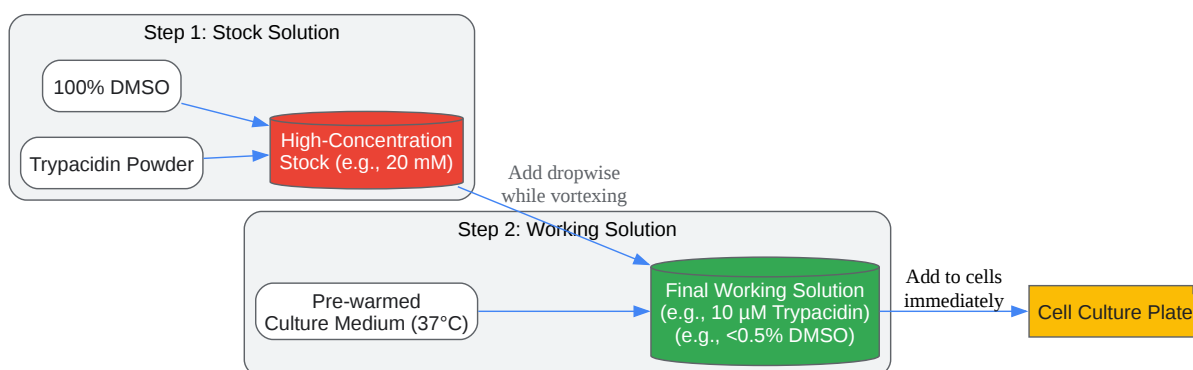 Step 1: Stock Solution
100% DMSO
Trypacidin Powder
High-Concentration
Stock (e.g., 20 mM)
Add dropwise
while vortexing
Step 2: Working Solution
Pre-warmed
Culture Medium (37°C)
Final Working Solution
(e.g., 10 µM Trypacidin)
(e.g., <0.5% DMSO)
Add to cells
immediately
Cell Culture Plate